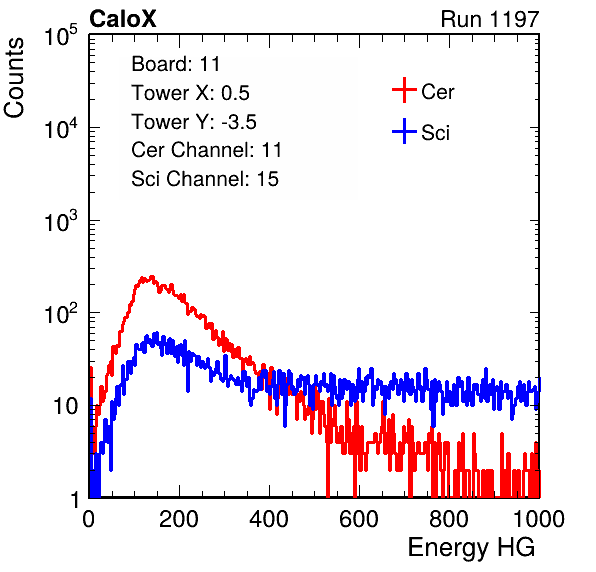 CaloX Run 1197
Counts
10^5
10^4
10^3
10^2
10
1
Board: 11
Tower X: 0.5
Tower Y: -3.5
Cer Channel: 11
Sci Channel: 15
Cer
Sci
0 200 400 600 800 1000
Energy HG